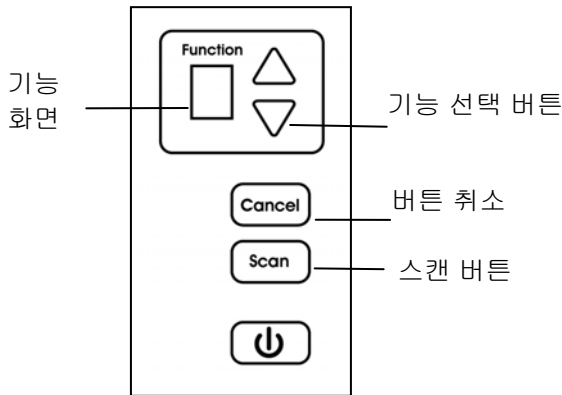 Function
기능
화면
기능 선택 버튼
Cancel
버튼 취소
Scan
스캔 버튼